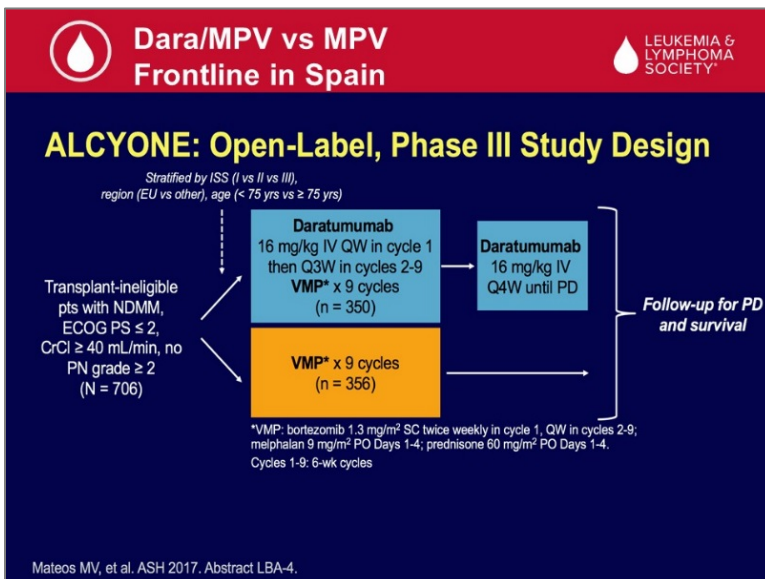 Dara/MPV vs MPV
Frontline in Spain
LEUKEMIA &
LYMPHOMA
SOCIETY®
ALCYONE: Open-Label, Phase III Study Design
Stratified by ISS (I vs II vs III),
region (EU vs other), age (< 75 yrs vs ≥ 75 yrs)
Transplant-ineligible
pts with NDMM,
ECOG PS ≤ 2,
CrCl ≥ 40 mL/min, no
PN grade ≥ 2
(N = 706)
Daratumumab
16 mg/kg IV QW in cycle 1
then Q3W in cycles 2-9
VMP* x 9 cycles
(n = 350)
Daratumumab
16 mg/kg IV
Q4W until PD
VMP* x 9 cycles
(n = 356)
Follow-up for PD
and survival
*VMP: bortezomib 1.3 mg/m² SC twice weekly in cycle 1, QW in cycles 2-9;
melphalan 9 mg/m² PO Days 1-4; prednisone 60 mg/m² PO Days 1-4.
Cycles 1-9: 6-wk cycles
Mateos MV, et al. ASH 2017. Abstract LBA-4.